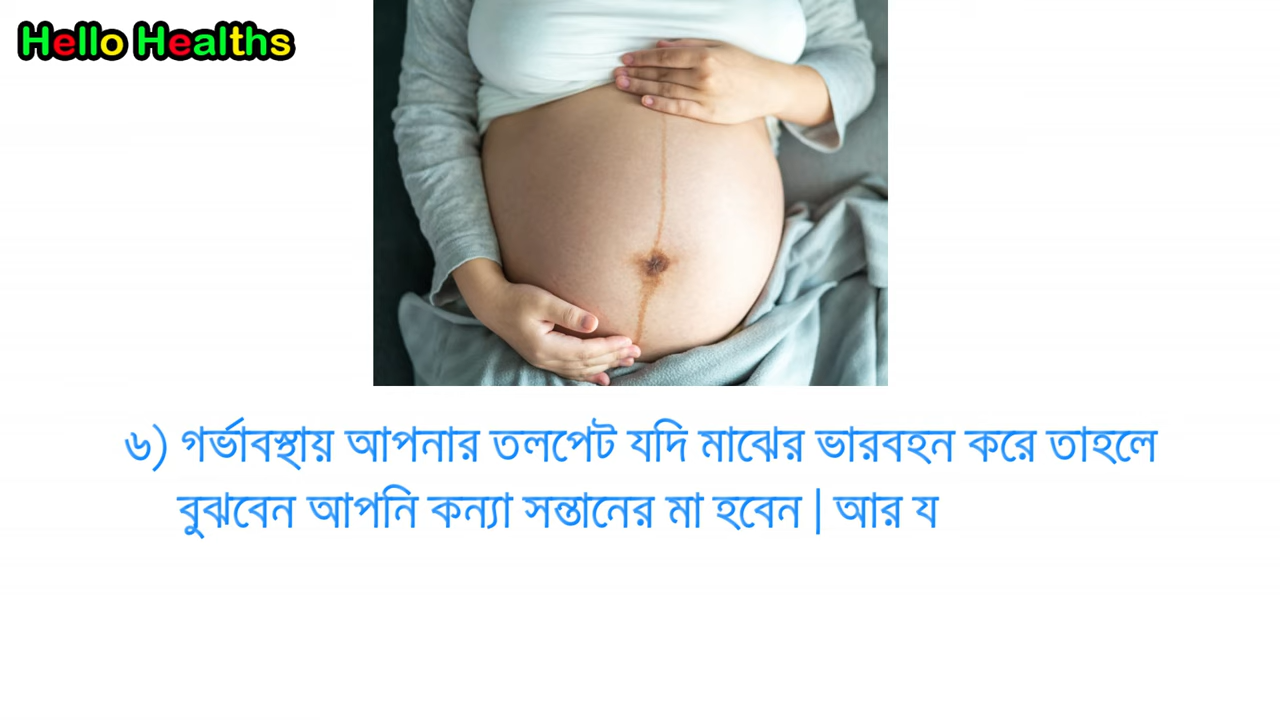 Hello Healths
৬) গর্ভাবস্থায় আপনার তলপেট যদি মাঝের ভারবহন করে তাহলে
বুঝবেন আপনি কন্যা সন্তানের মা হবেন | আর য